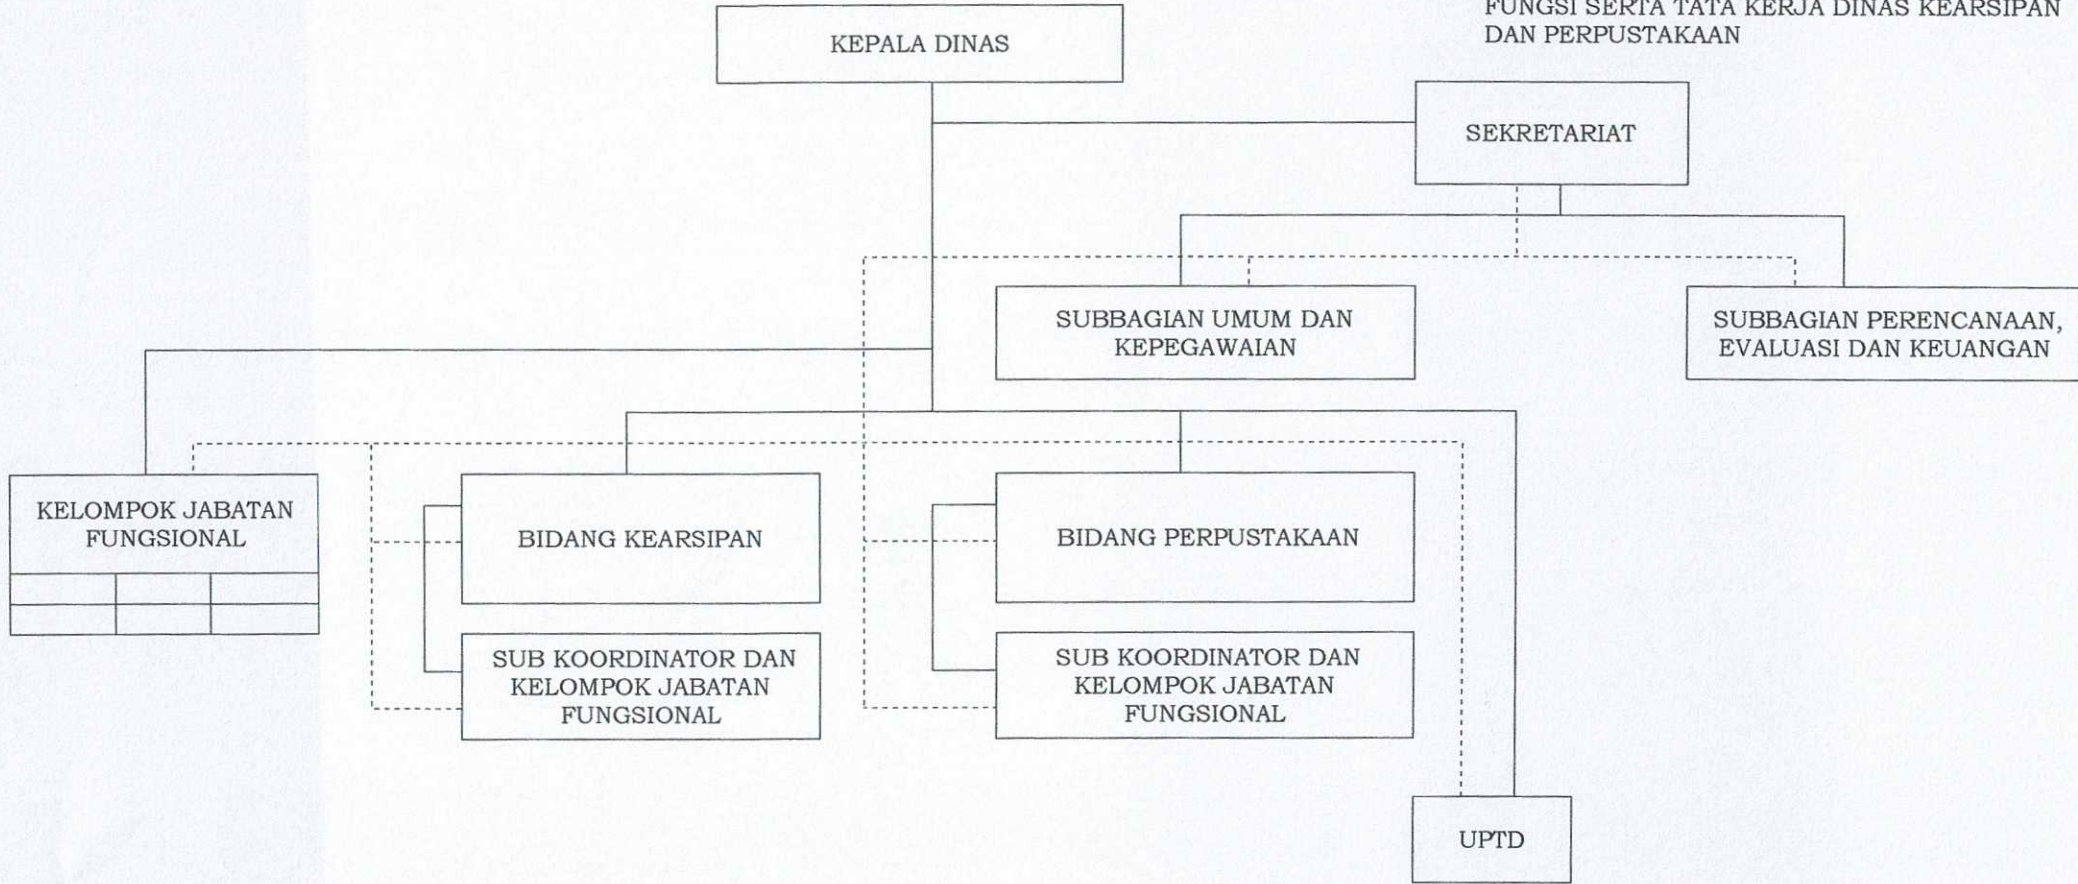 FUNGSI SERTA TATA KERJA DINAS KEARSIPAN
DAN PERPUSTAKAAN
KEPALA DINAS
SEKRETARIAT
SUBBAGIAN UMUM DAN
KEPEGAWAIAN
SUBBAGIAN PERENCANAAN,
EVALUASI DAN KEUANGAN
KELOMPOK JABATAN
FUNGSIONAL
BIDANG KEARSIPAN
BIDANG PERPUSTAKAAN
SUB KOORDINATOR DAN
KELOMPOK JABATAN
FUNGSIONAL
SUB KOORDINATOR DAN
KELOMPOK JABATAN
FUNGSIONAL
UPTD